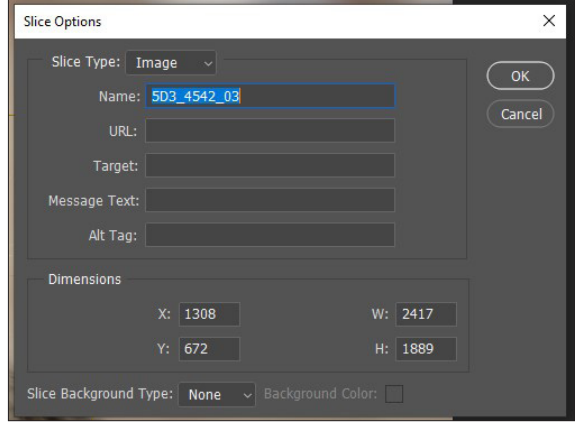 Slice Options
Slice Type: Image
OK
Name: 5D3_4542_03
Cancel
URL:
Target:
Message Text:
Alt Tag:
Dimensions
X: 1308 W: 2417
Y: 672 H: 1889
Slice Background Type: None Background Color: